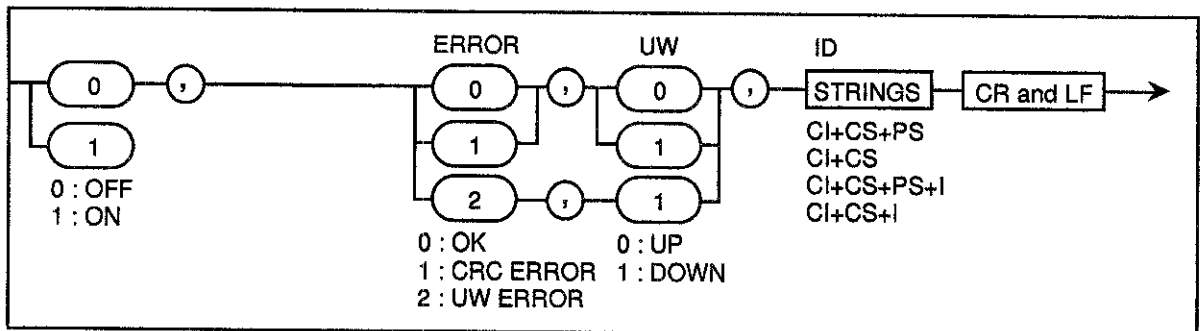 ERROR UW ID
0 , 0 , 0 , STRINGS CR and LF
1 1 1
2 , 1
0 : OFF
1 : ON
0 : OK
1 : CRC ERROR
2 : UW ERROR
0 : UP
1 : DOWN
CI+CS+PS
CI+CS
CI+CS+PS+I
CI+CS+I